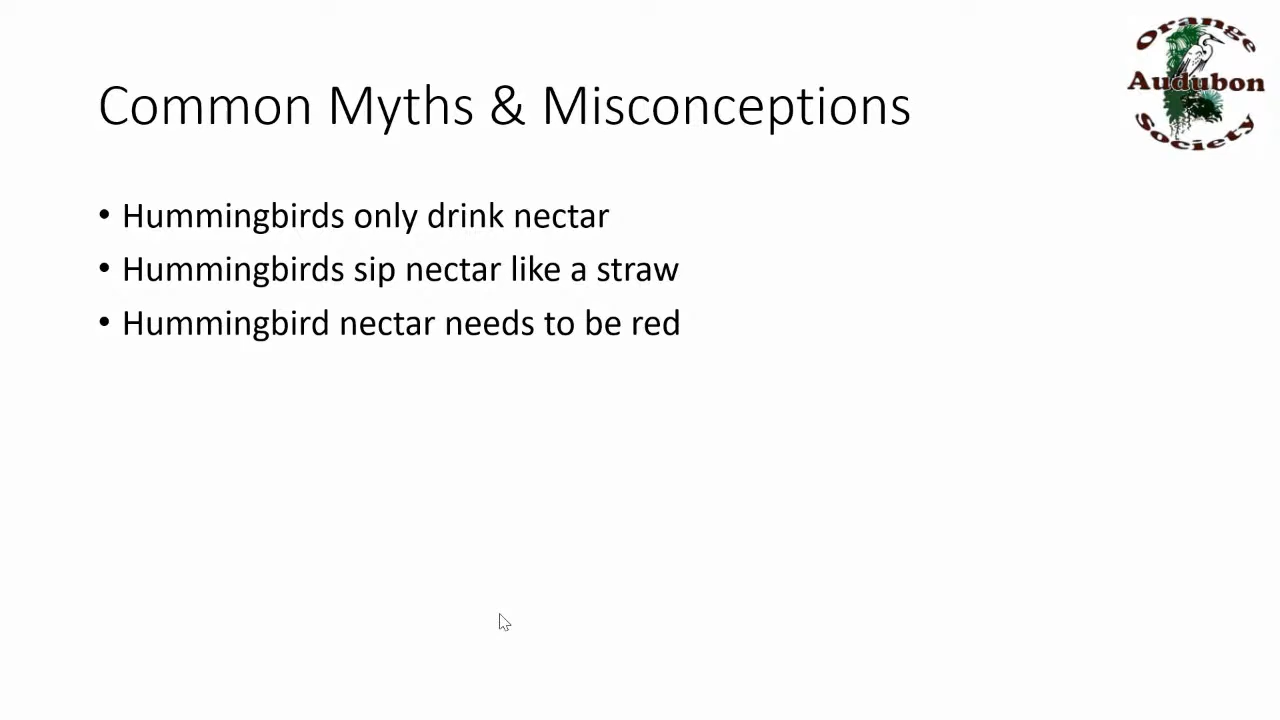 Orange
Audubon
Society
Common Myths & Misconceptions
• Hummingbirds only drink nectar
• Hummingbirds sip nectar like a straw
• Hummingbird nectar needs to be red